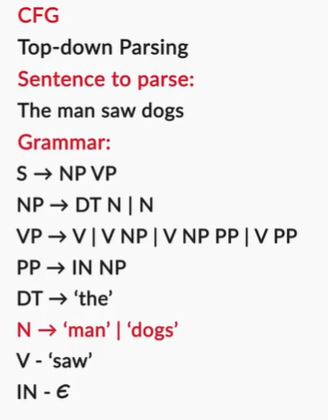 CFG
Top-down Parsing
Sentence to parse:
The man saw dogs
Grammar:
S → NP VP
NP → DT N | N
VP → V | V NP | V NP PP | V PP
PP → IN NP
DT → ‘the’
N → ‘man’ | ‘dogs’
V - ‘saw’
IN - Є